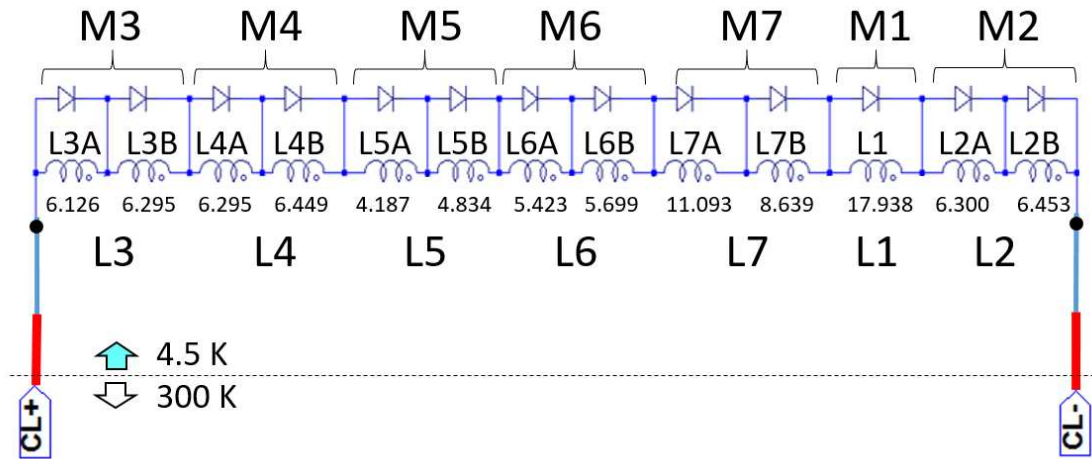 M3 M4 M5 M6 M7 M1 M2
L3A L3B L4A L4B L5A L5B L6A L6B L7A L7B L1 L2A L2B
6.126 6.295 6.295 6.449 4.187 4.834 5.423 5.699 11.093 8.639 17.938 6.300 6.453
L3 L4 L5 L6 L7 L1 L2
4.5 K
300 K
CL+ CL-